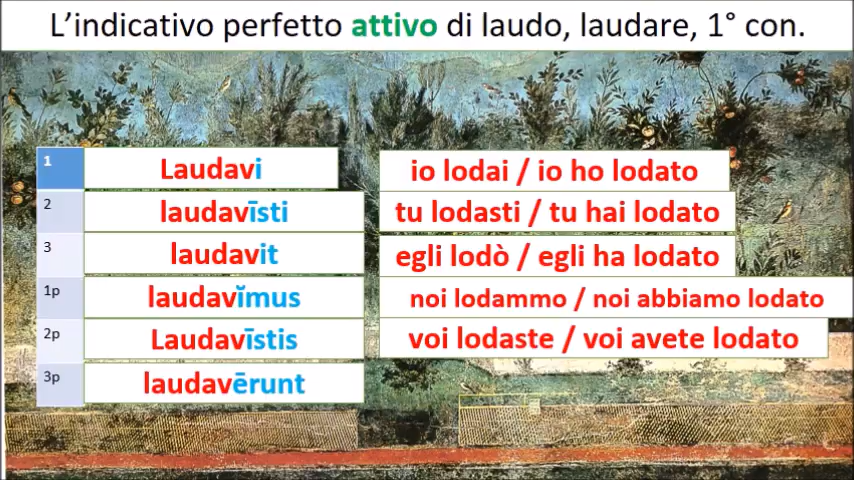 L'indicativo perfetto attivo di laudo, laudare, 1° con.
1 Laudavi io lodai / io ho lodato
2 laudavīsti tu lodasti / tu hai lodato
3 laudavit egli lodò / egli ha lodato
1p laudavĭmus noi lodammo / noi abbiamo lodato
2p Laudavīstis voi lodaste / voi avete lodato
3p laudavērunt